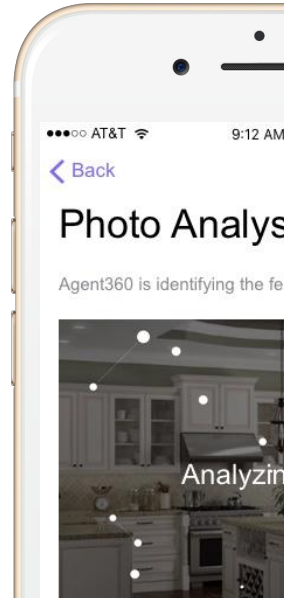 AT&T 9:12 AM
Back
Photo Analys
Agent360 is identifying the fe
Analyzin